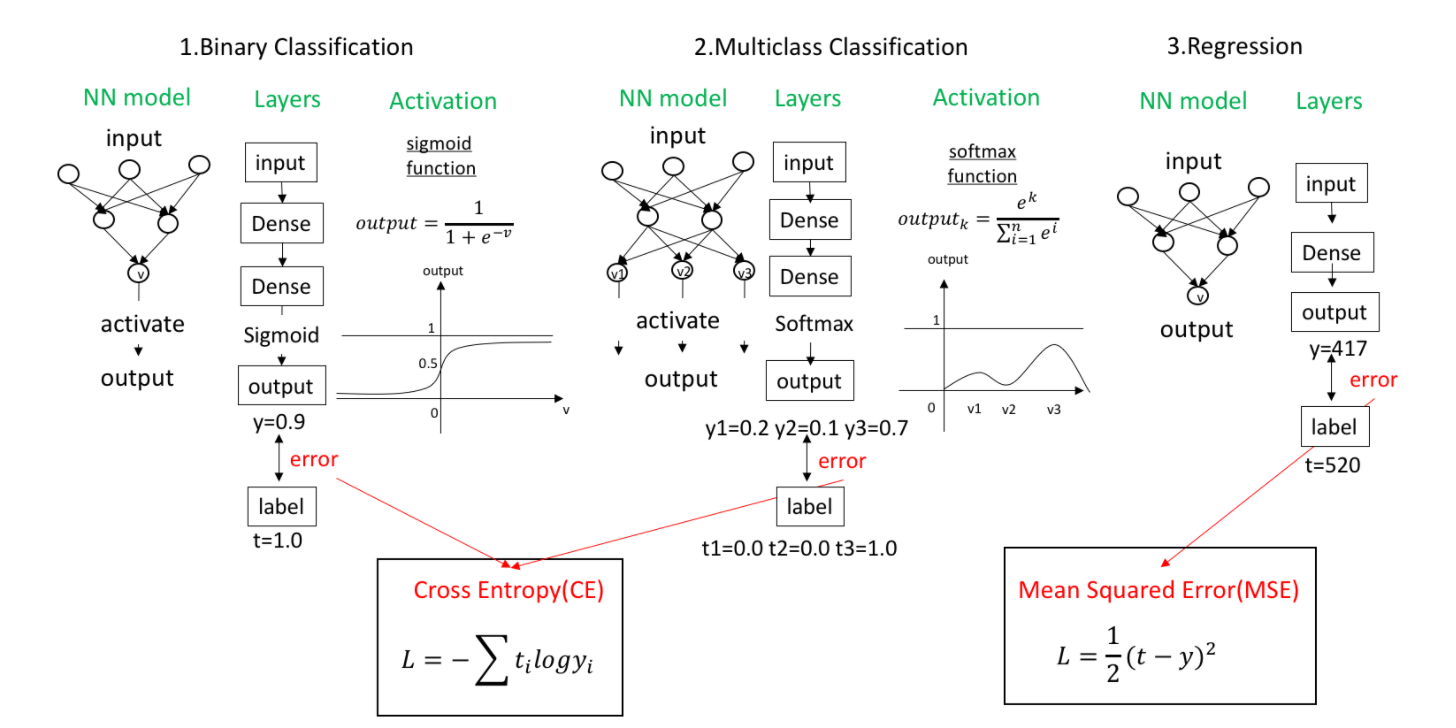 1.Binary Classification
NN model
Layers
Activation
input
v
activate
output
input
Dense
Dense
Sigmoid
output
y=0.9
error
label
t=1.0
sigmoid
function
output = 1 / (1 + e^{-v})
output
1
0.5
0
v
2.Multiclass Classification
NN model
Layers
Activation
input
v1 v2 v3
activate
output
input
Dense
Dense
Softmax
output
y1=0.2 y2=0.1 y3=0.7
error
label
t1=0.0 t2=0.0 t3=1.0
softmax
function
output_k = e^k / ∑_{i=1}^{n} e^i
output
1
0 v1 v2 v3
3.Regression
NN model
Layers
input
v
output
input
Dense
output
y=417
error
label
t=520
Cross Entropy(CE)
L = −∑ t_i logy_i
Mean Squared Error(MSE)
L = 1/2 (t − y)^2